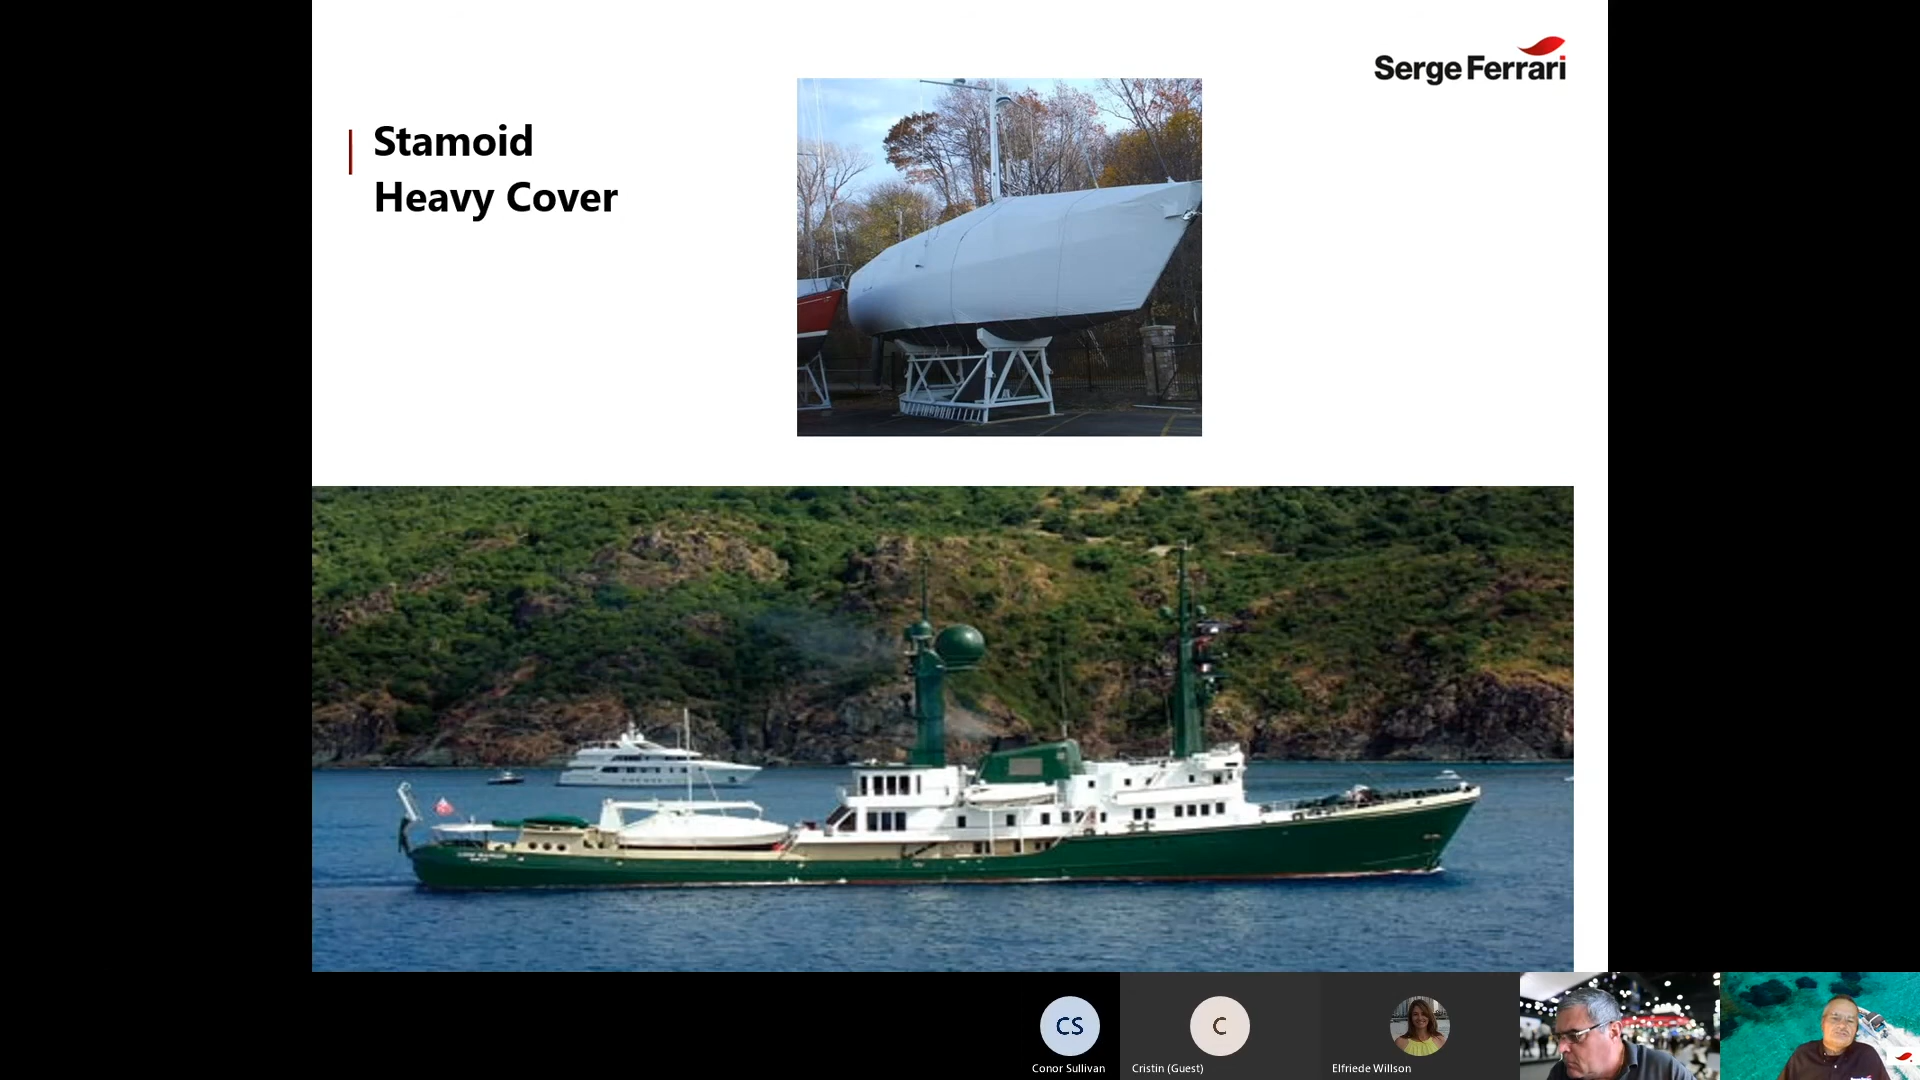 Serge Ferrari
Stamoid
Heavy Cover
CS
C
Conor Sullivan
Cristin (Guest)
Elfriede Willson